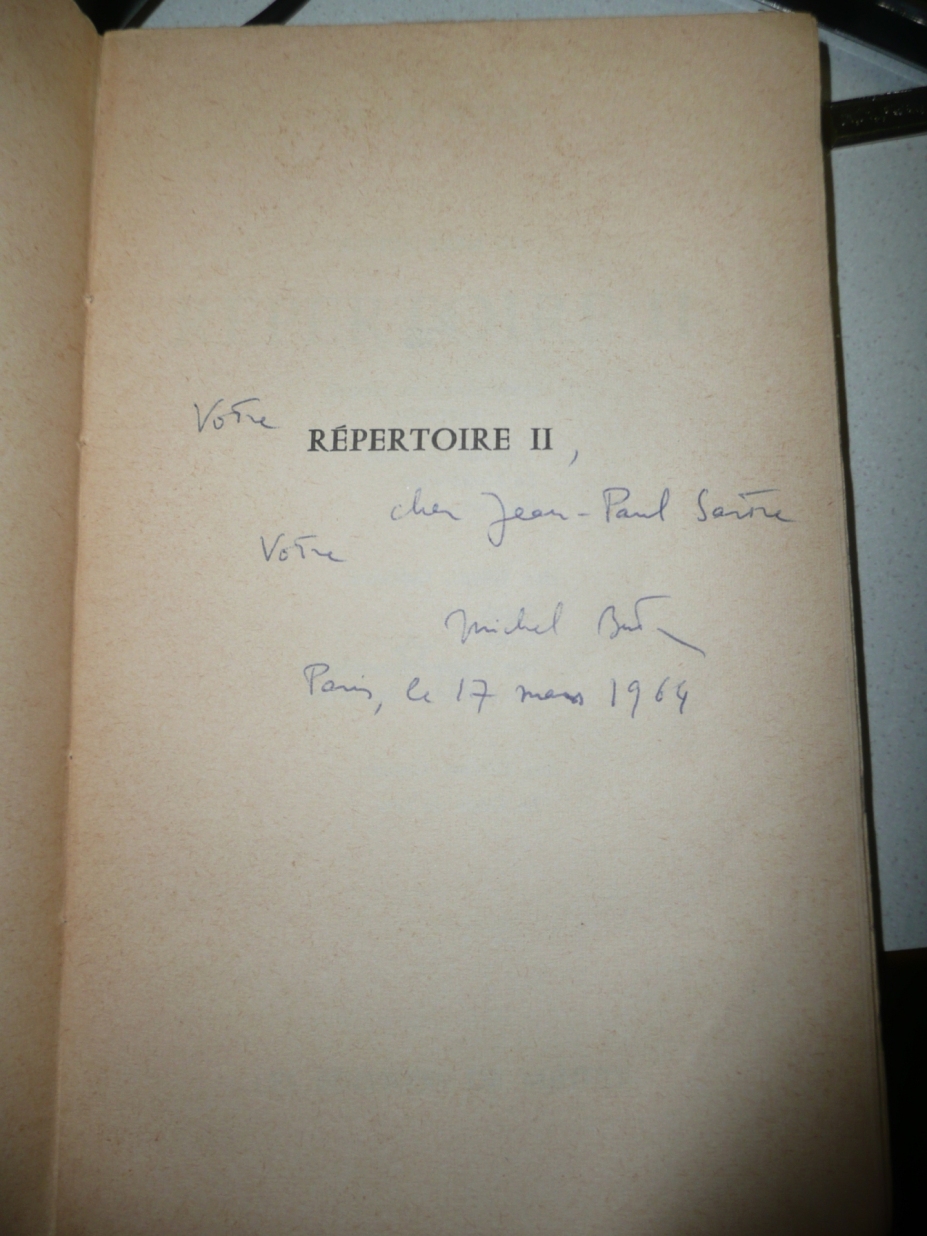 Votre
RÉPERTOIRE II,
cher Jean-Paul Sartre
Votre
Michel Butor
Paris, le 17 mars 1964